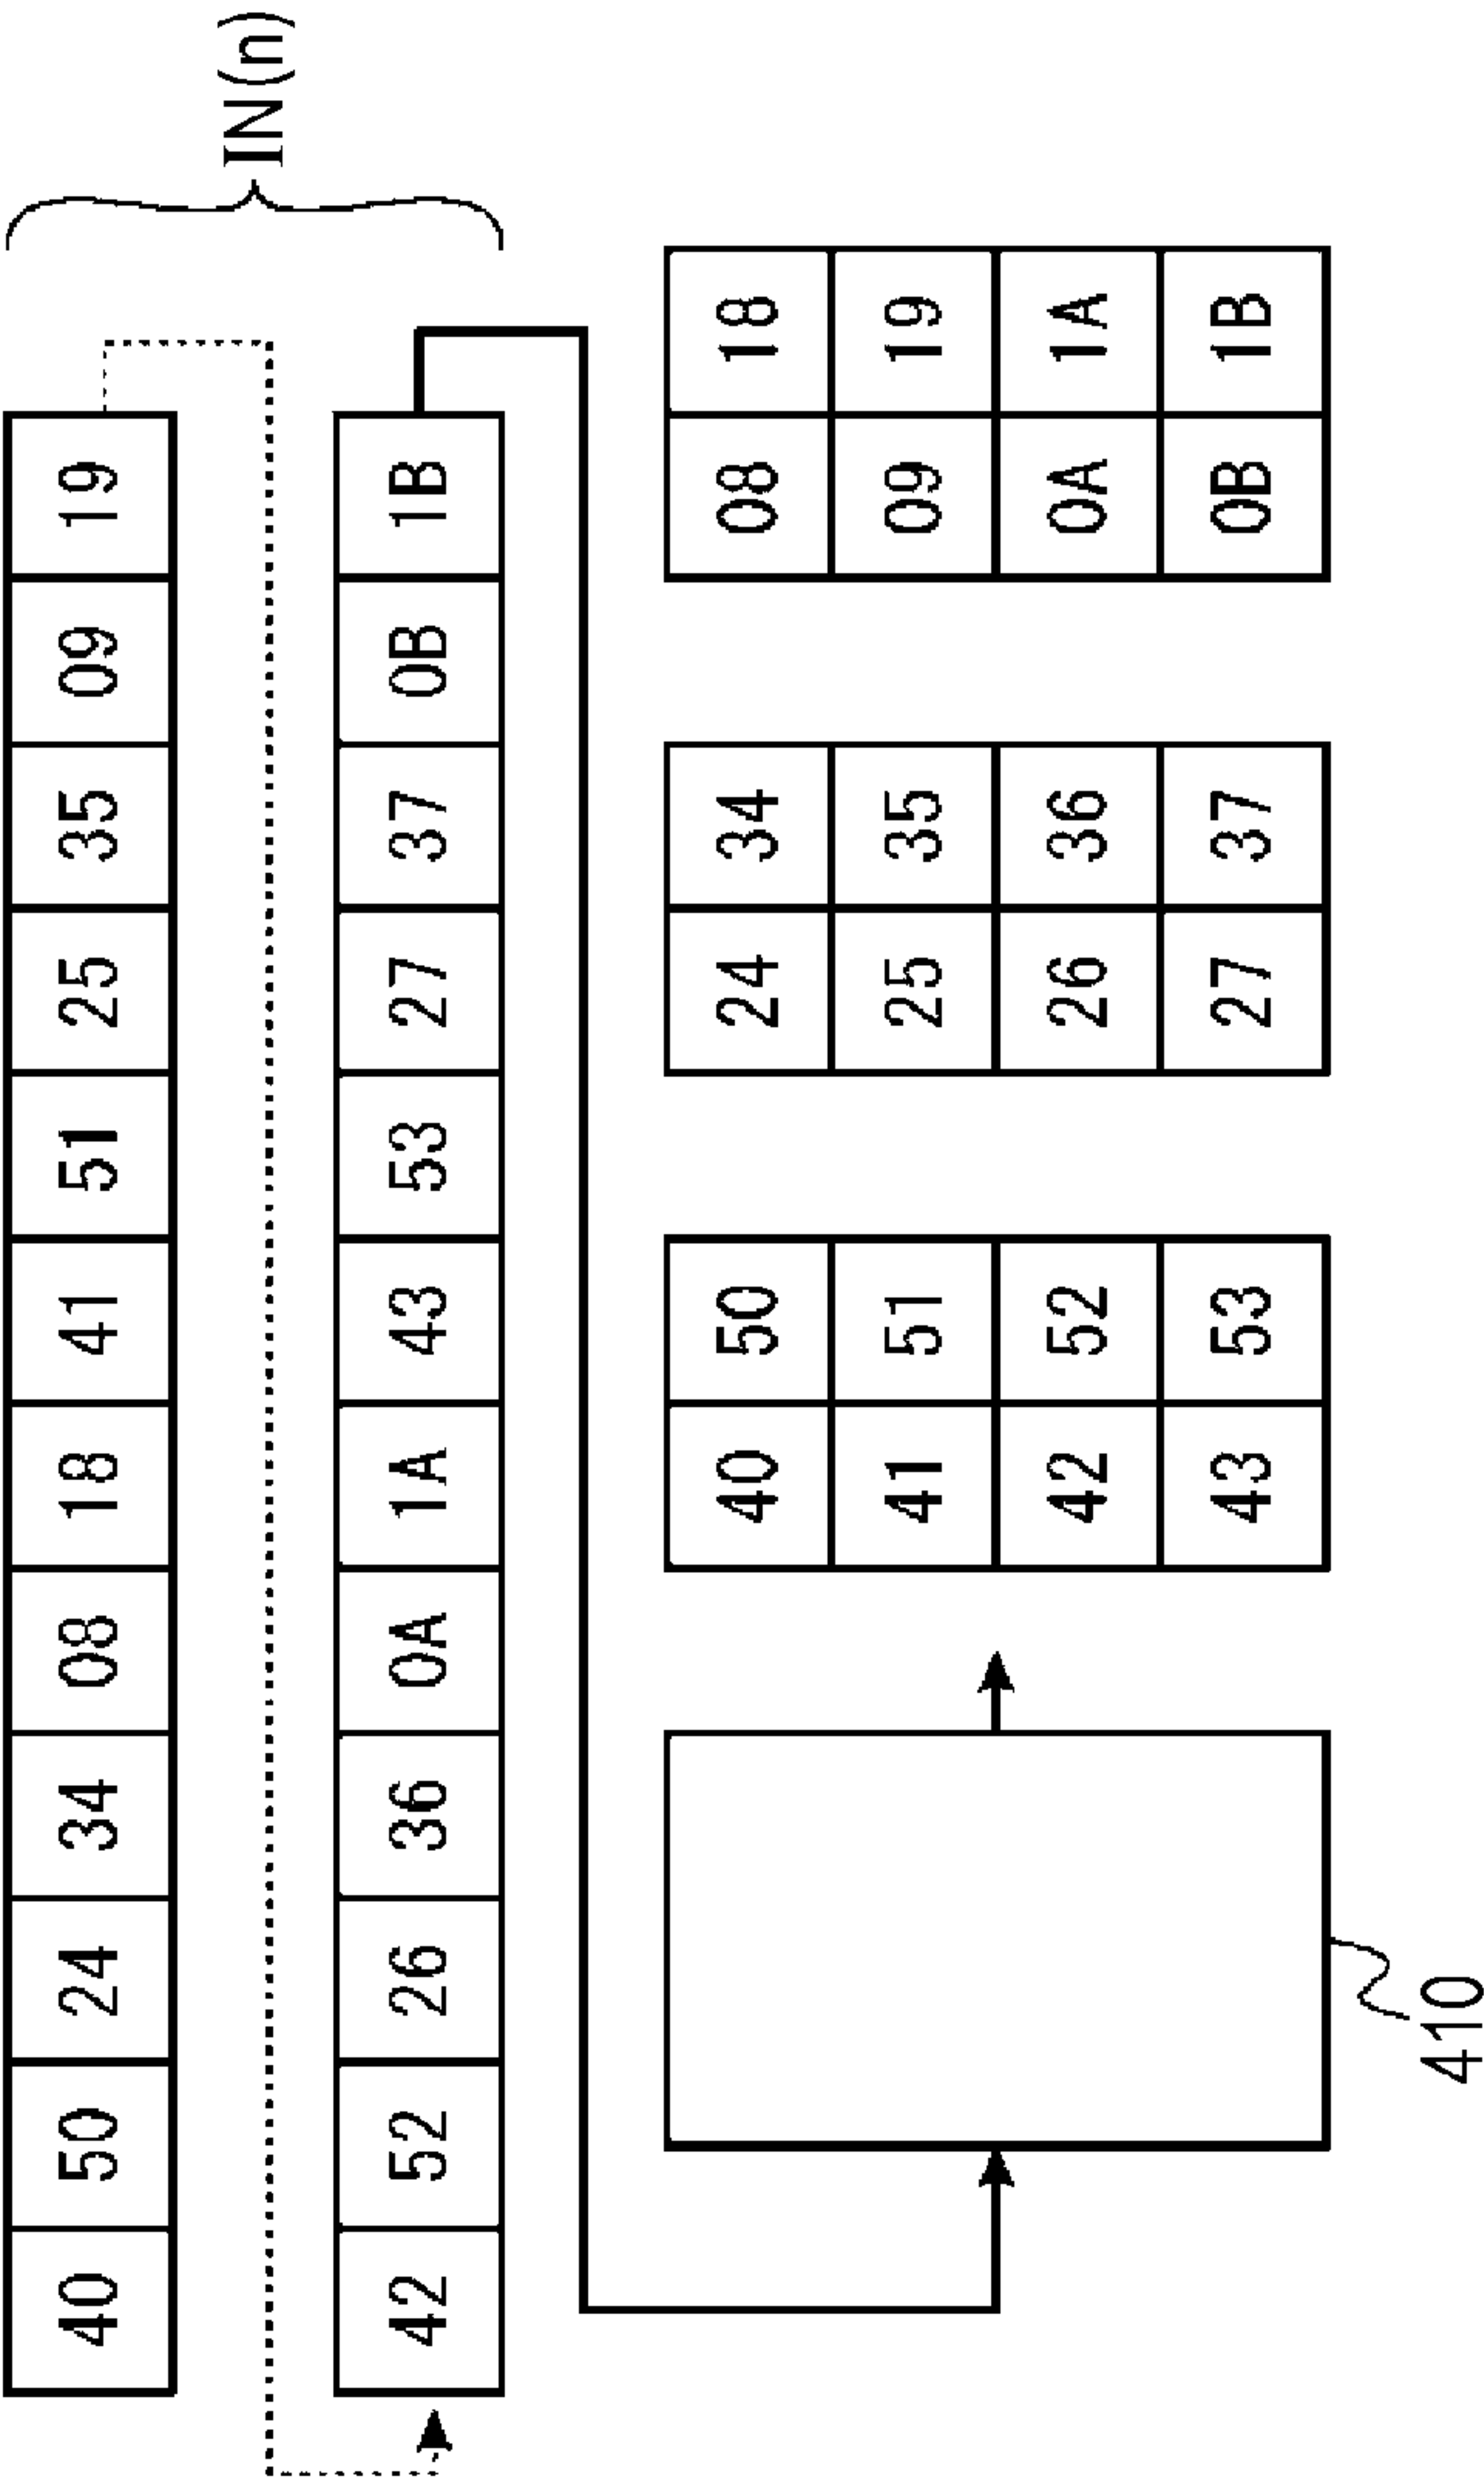 IN(n)
40 50 24 34 08 18 41 51 25 35 09 19
42 52 26 36 0A 1A 43 53 27 37 0B 1B
40 50 24 34 08 18
41 51 25 35 09 19
42 52 26 36 0A 1A
43 53 27 37 0B 1B
410